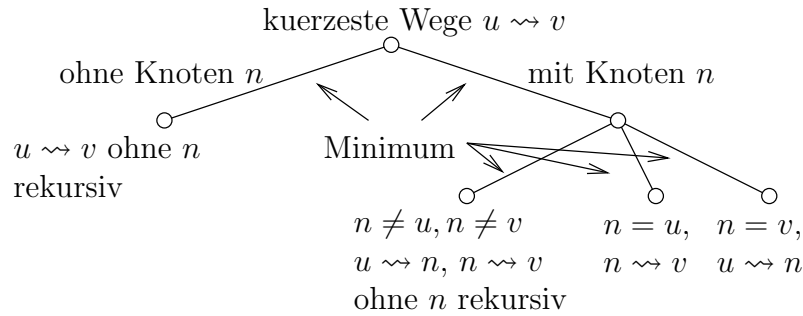 kuerzeste Wege u ⇝ v
ohne Knoten n
mit Knoten n
u ⇝ v ohne n
rekursiv
Minimum
n ≠ u, n ≠ v
u ⇝ n, n ⇝ v
ohne n rekursiv
n = u,
n ⇝ v
n = v,
u ⇝ n